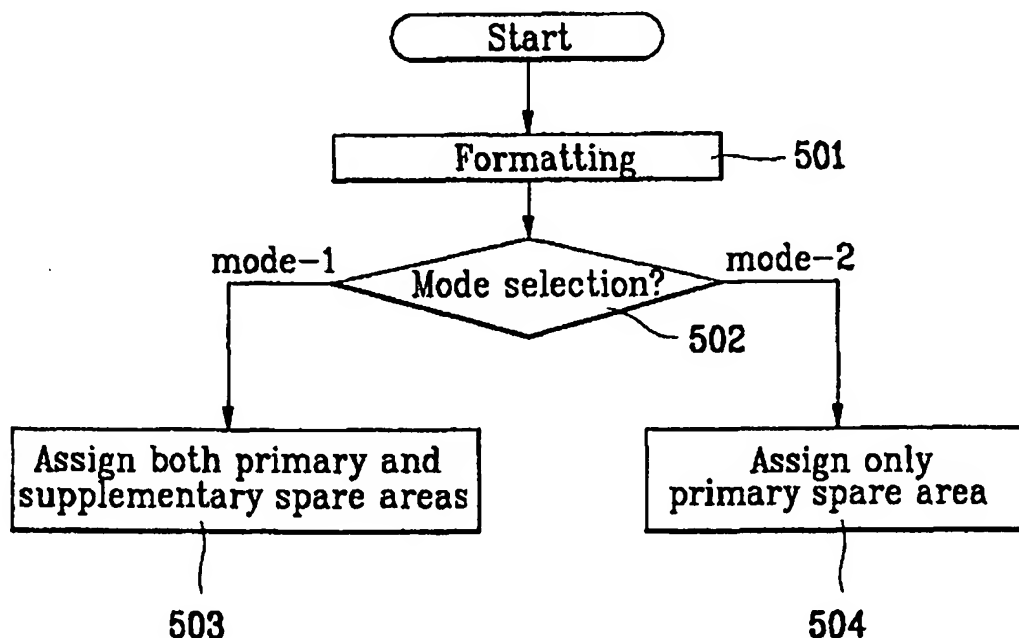 Start
Formatting
501
mode-1
Mode selection?
mode-2
502
Assign both primary and
supplementary spare areas
Assign only
primary spare area
503
504